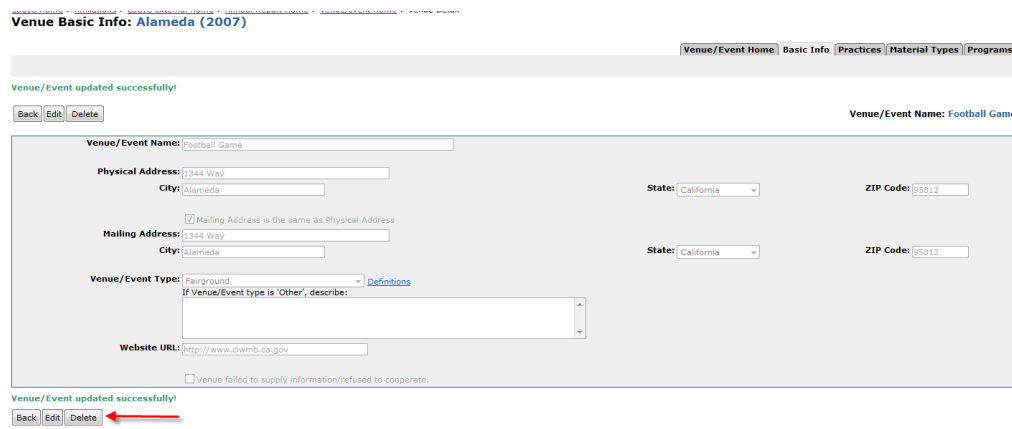 Venue Basic Info: Alameda (2007)
Venue/Event Home Basic Info Practices Material Types Programs
Venue/Event updated successfully!
Back Edit Delete
Venue/Event Name: Football Game
Venue/Event Name: Football Game
Physical Address: 1344 Way
City: Alameda State: California ZIP Code: 95812
Mailing Address is the same as Physical Address
Mailing Address: 1344 Way
City: Alameda State: California ZIP Code: 95812
Venue/Event Type: Fairground Definitions
If Venue/Event type is 'Other', describe:
Website URL: http://www.ciwmb.ca.gov
Venue failed to supply information/refused to cooperate.
Venue/Event updated successfully!
Back Edit Delete